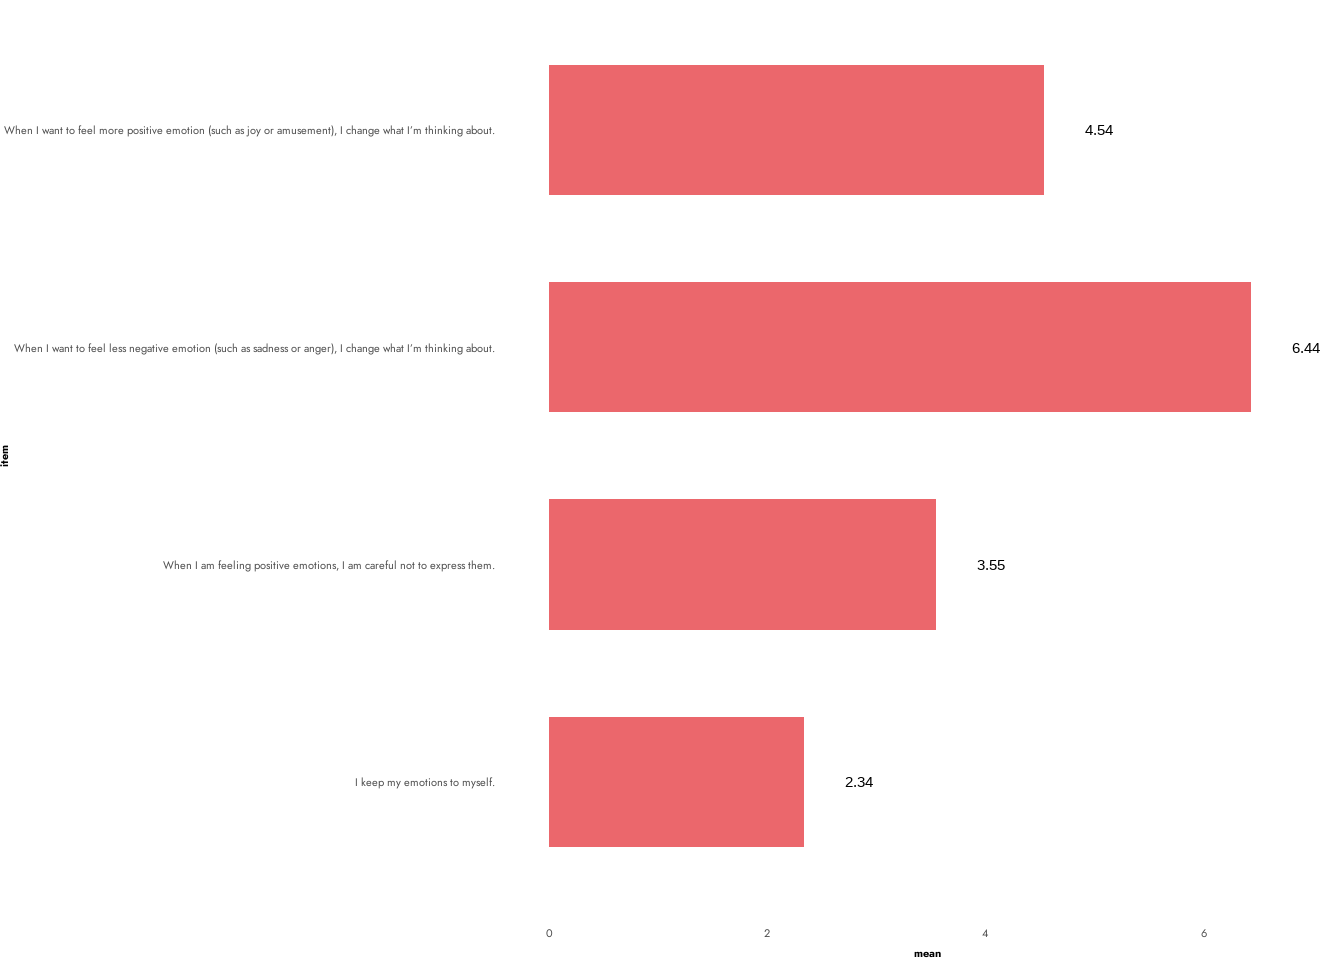 When I want to feel more positive emotion (such as joy or amusement), I change what I'm thinking about.
4.54
When I want to feel less negative emotion (such as sadness or anger), I change what I'm thinking about.
6.44
item
When I am feeling positive emotions, I am careful not to express them.
3.55
I keep my emotions to myself.
2.34
0 2 4 6
mean